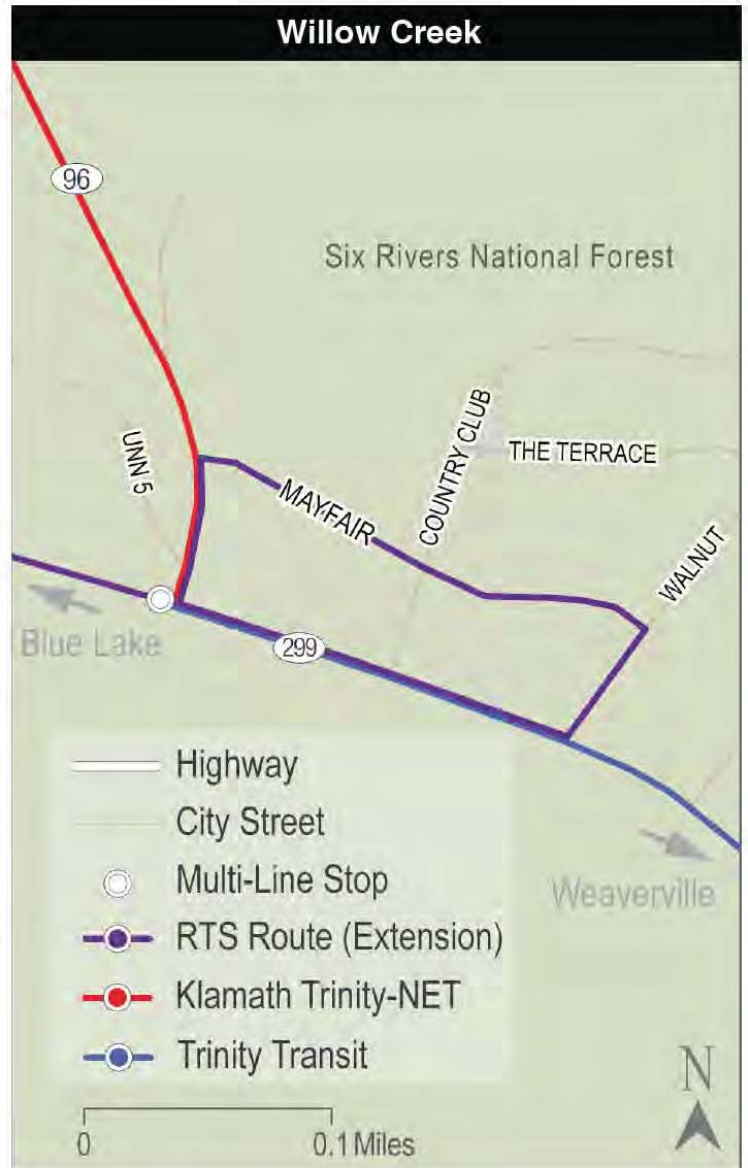 Willow Creek
96
Six Rivers National Forest
UNN 5
MAYFAIR
COUNTRY CLUB
THE TERRACE
WALNUT
Blue Lake
299
Weaverville
Highway
City Street
Multi-Line Stop
RTS Route (Extension)
Klamath Trinity-NET
Trinity Transit
0
0.1 Miles
N